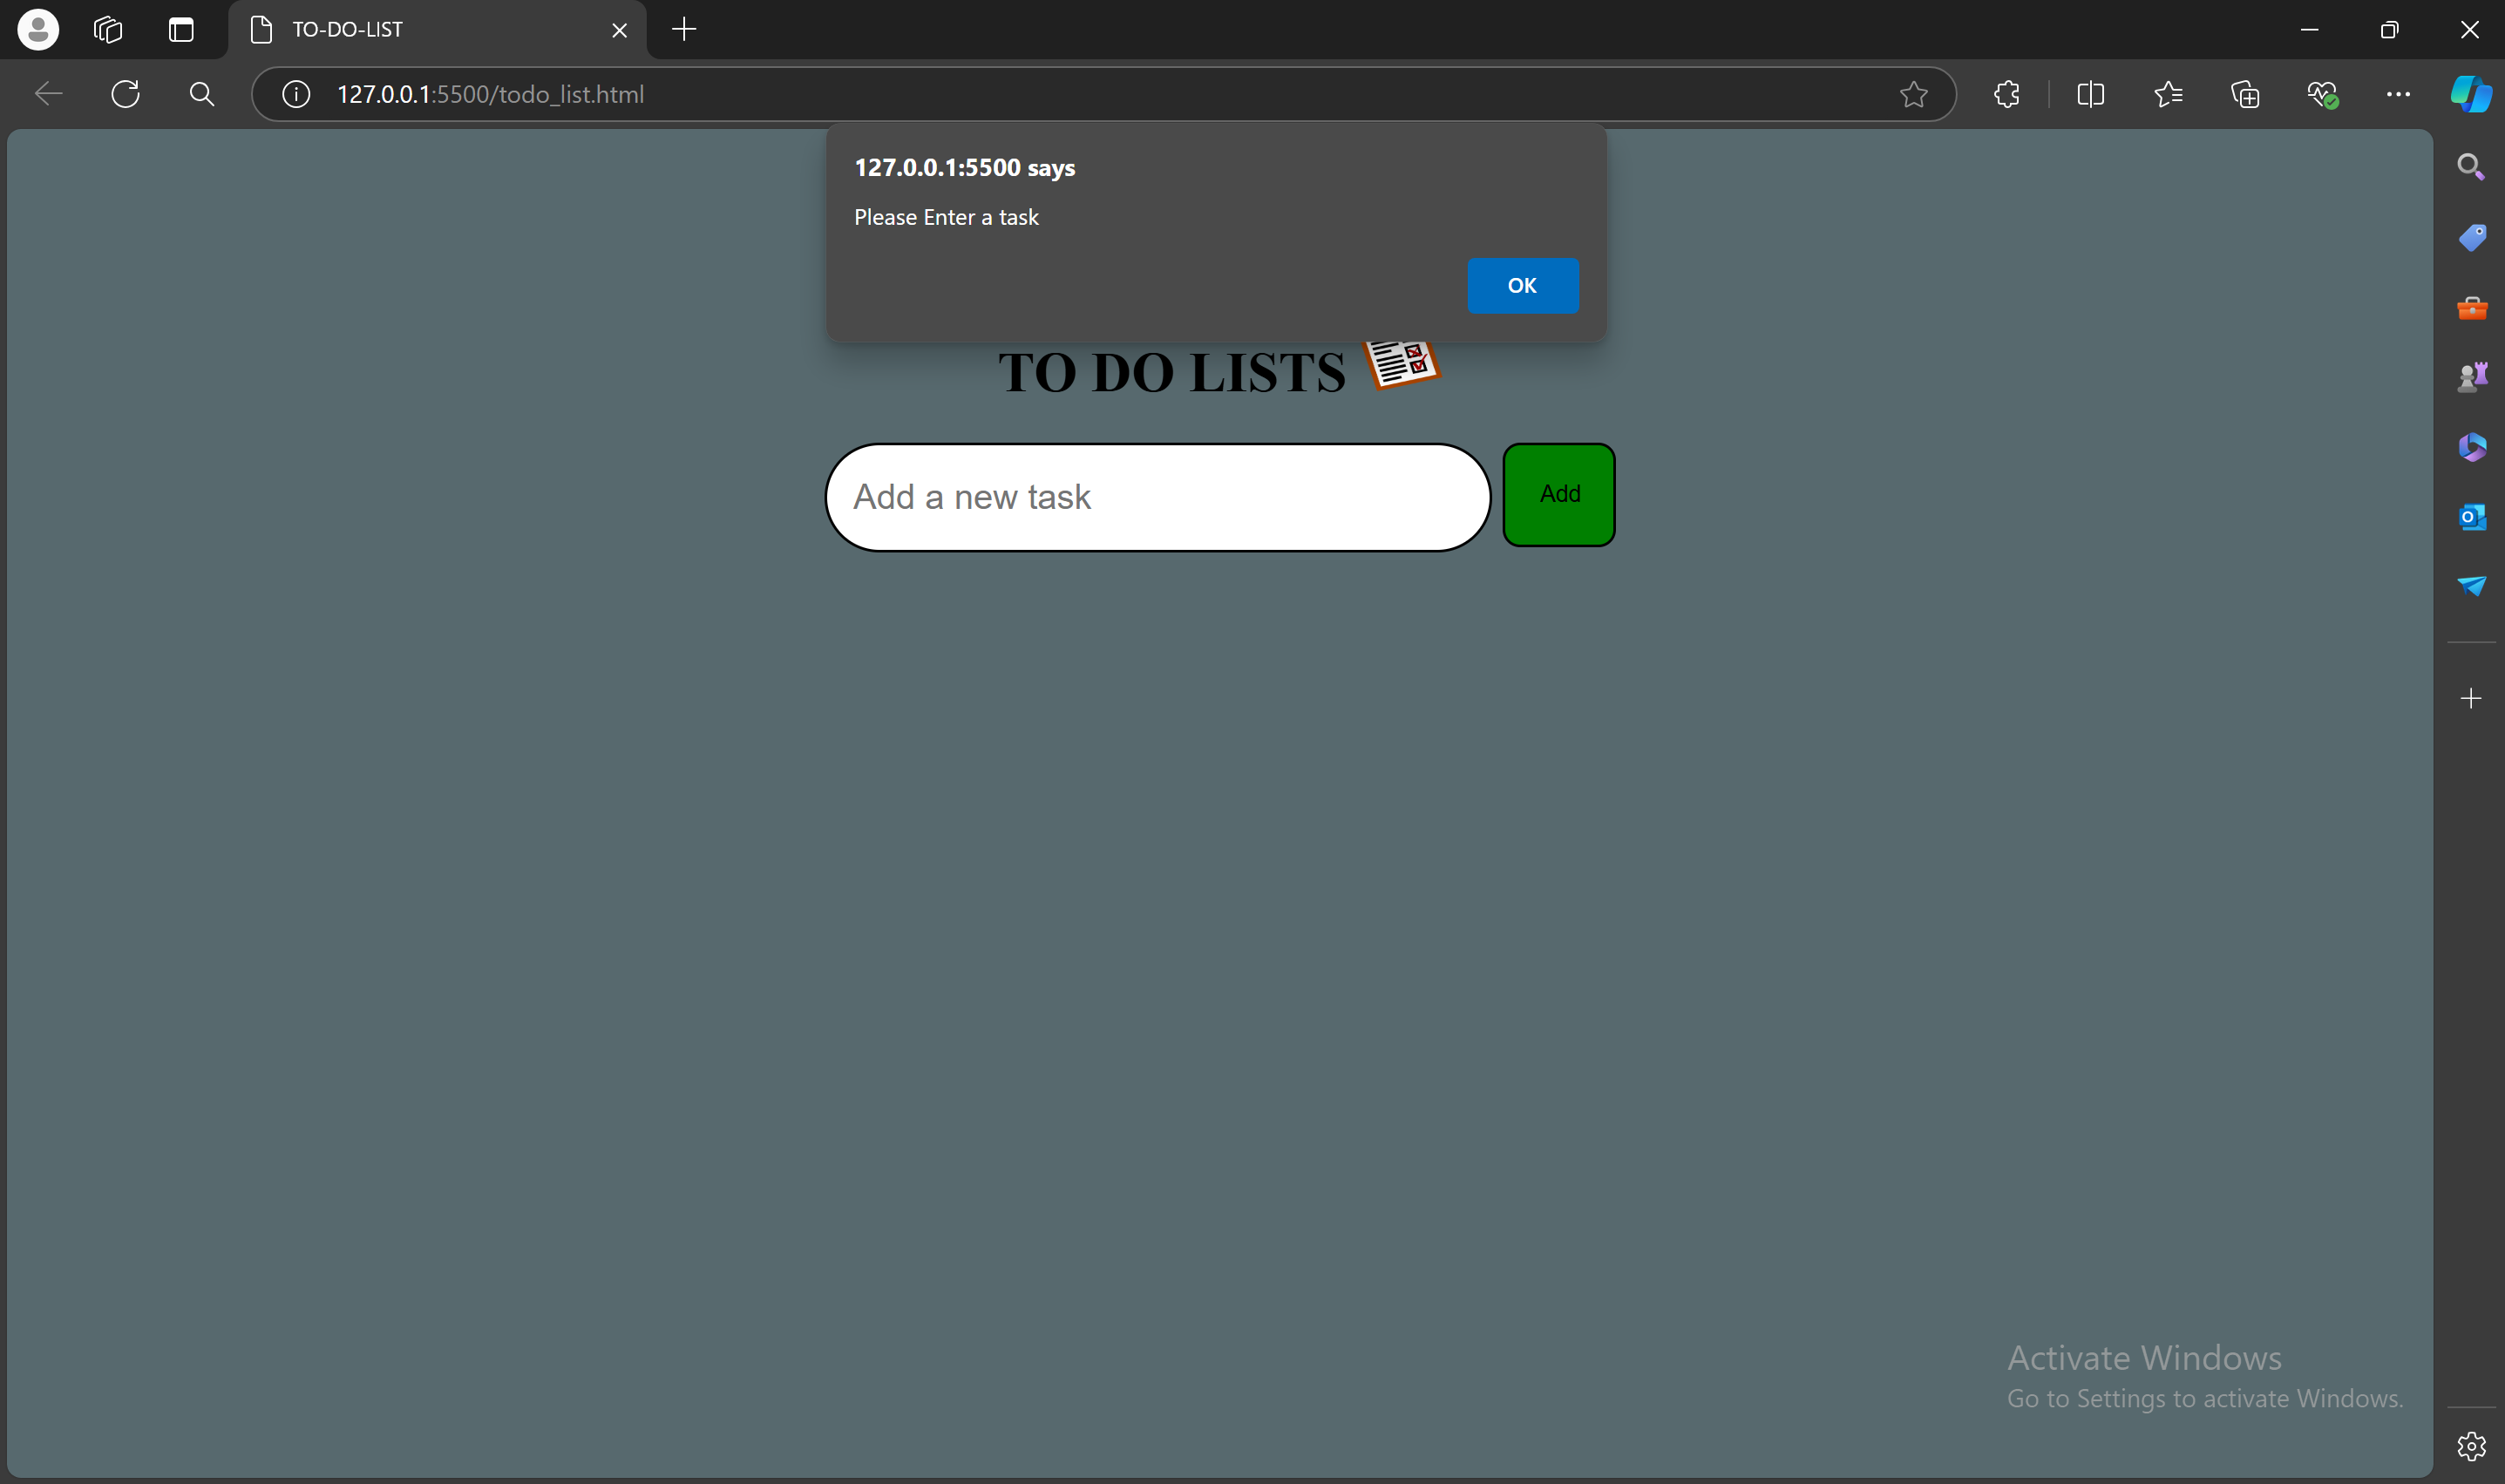 TO-DO-LIST
127.0.0.1:5500/todo_list.html
127.0.0.1:5500 says
Please Enter a task
OK
TO DO LISTS
Add a new task
Add
Activate Windows
Go to Settings to activate Windows.